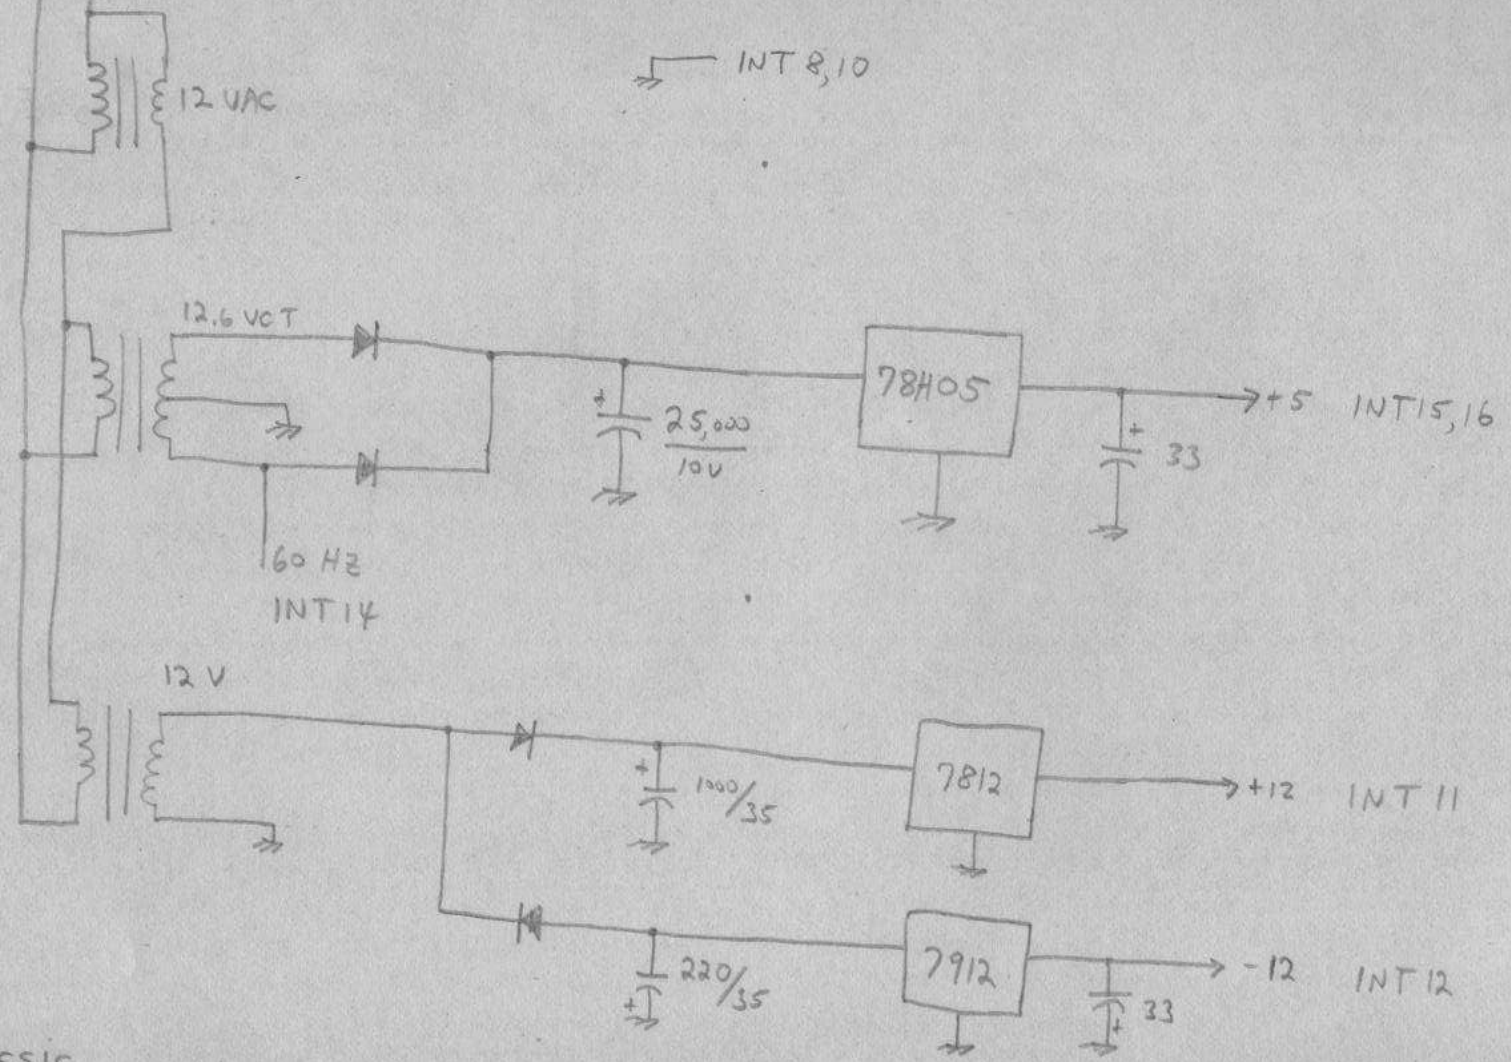 INT 8,10
12 VAC
12.6 VCT
78H05
+5 INT 15,16
+
25,000
10V
+
33
60 HZ
INT 14
12 V
+
1000/35
7812
+12 INT 11
7912
-12 INT 12
220/35
+
33
+